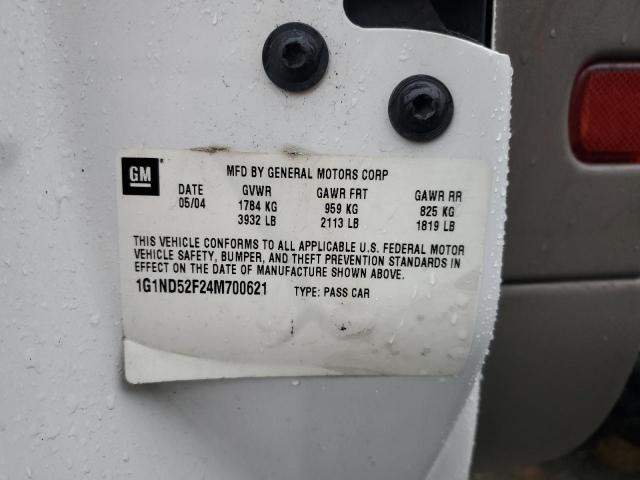 GM
MFD BY GENERAL MOTORS CORP
DATE GVWR GAWR FRT GAWR RR
05/04 1784 KG 959 KG 825 KG
3932 LB 2113 LB 1819 LB
THIS VEHICLE CONFORMS TO ALL APPLICABLE U.S. FEDERAL MOTOR
VEHICLE SAFETY, BUMPER, AND THEFT PREVENTION STANDARDS IN
EFFECT ON THE DATE OF MANUFACTURE SHOWN ABOVE.
1G1ND52F24M700621 TYPE: PASS CAR